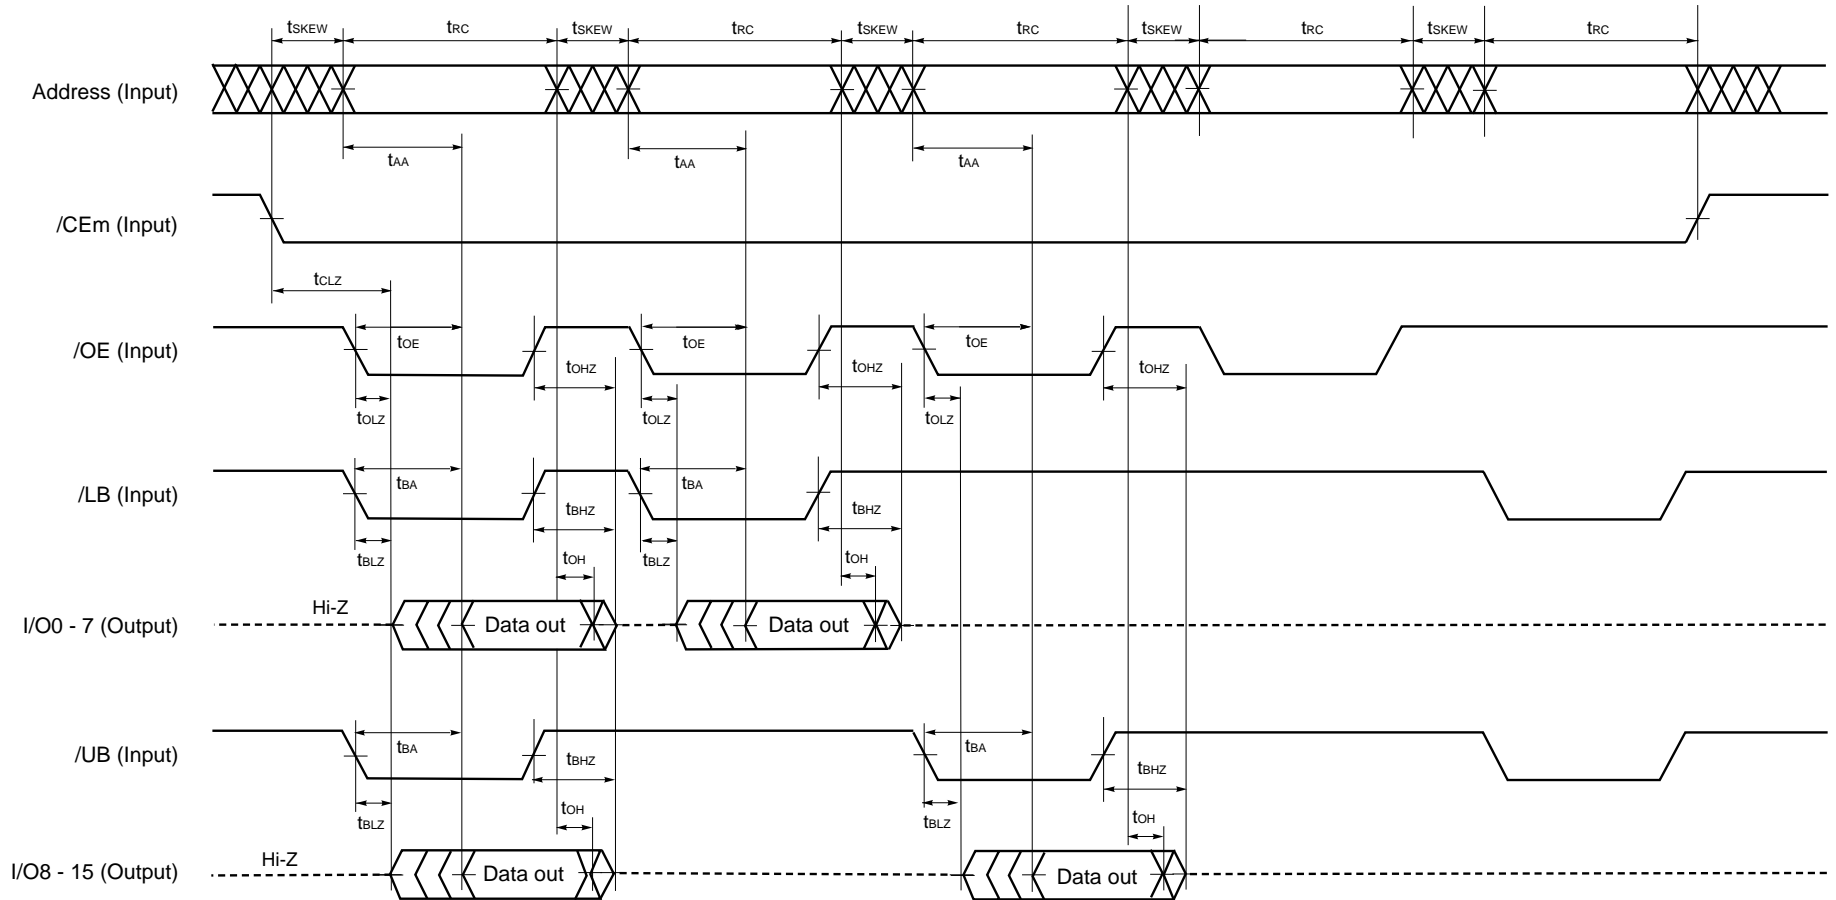 tSKEW tRC tSKEW tRC tSKEW tRC tSKEW tRC tSKEW tRC
Address (Input)
tAA tAA tAA
/CEm (Input)
tCLZ
/OE (Input)
tOE tOE tOE
tOHZ tOHZ tOHZ
tOLZ tOLZ tOLZ
/LB (Input)
tBA tBA
tBHZ tBHZ
tBLZ tBLZ
tOH tOH
Hi-Z
I/O0 - 7 (Output)
Data out Data out
/UB (Input)
tBA tBA
tBHZ tBHZ
tBLZ tBLZ
tOH tOH
Hi-Z
I/O8 - 15 (Output)
Data out Data out